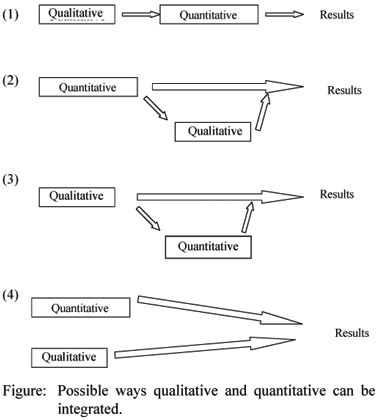 (1) Qualitative Quantitative Results
(2) Quantitative Results
Qualitative
(3) Qualitative Results
Quantitative
(4) Quantitative
Results
Qualitative
Figure: Possible ways qualitative and quantitative can be
integrated.